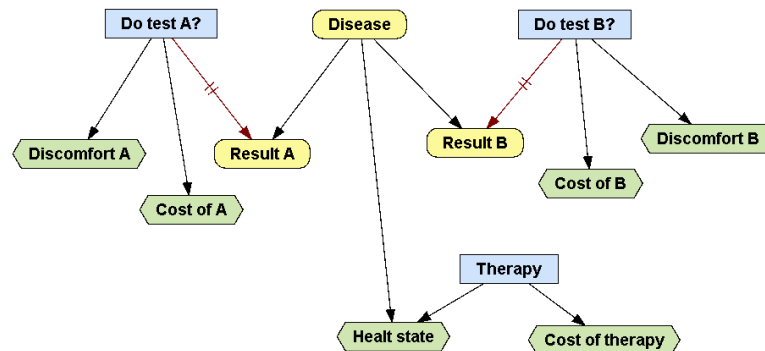 Do test A?
Disease
Do test B?
Discomfort A
Result A
Result B
Discomfort B
Cost of A
Cost of B
Therapy
Healt state
Cost of therapy